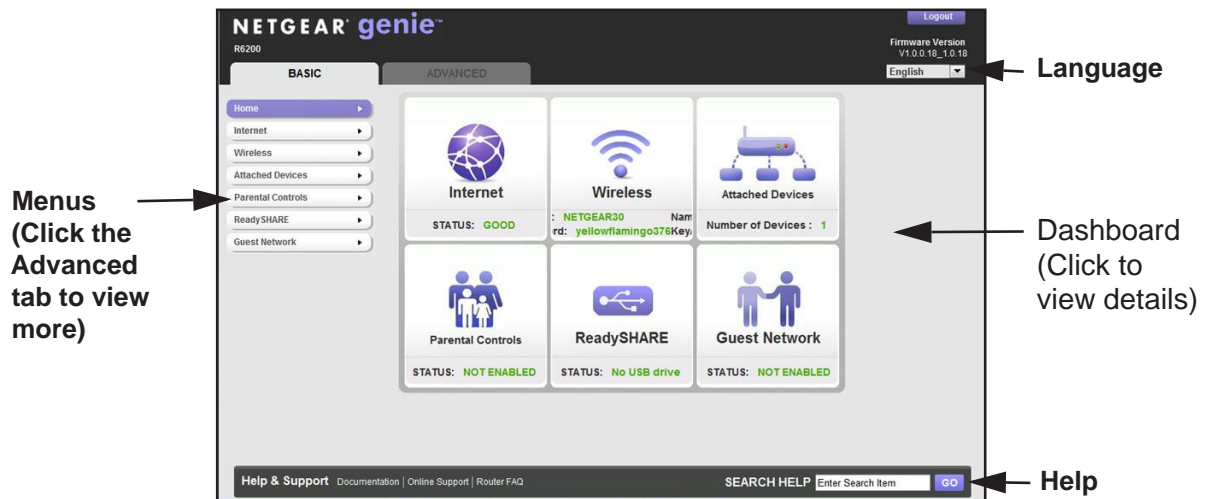 NETGEAR® genie™
R6200
Logout
Firmware Version
V1.0.0.18_1.0.18
BASIC
ADVANCED
English
Language
Home
Internet
Wireless
Attached Devices
Parental Controls
ReadySHARE
Guest Network
Menus
(Click the
Advanced
tab to view
more)
Internet
STATUS: GOOD
Wireless
: NETGEAR30 Nam
rd: yellowflamingo376Key/
Attached Devices
Number of Devices : 1
Parental Controls
STATUS: NOT ENABLED
ReadySHARE
STATUS: No USB drive
Guest Network
STATUS: NOT ENABLED
Dashboard
(Click to
view details)
Help & Support Documentation | Online Support | Router FAQ
SEARCH HELP Enter Search Item GO
Help